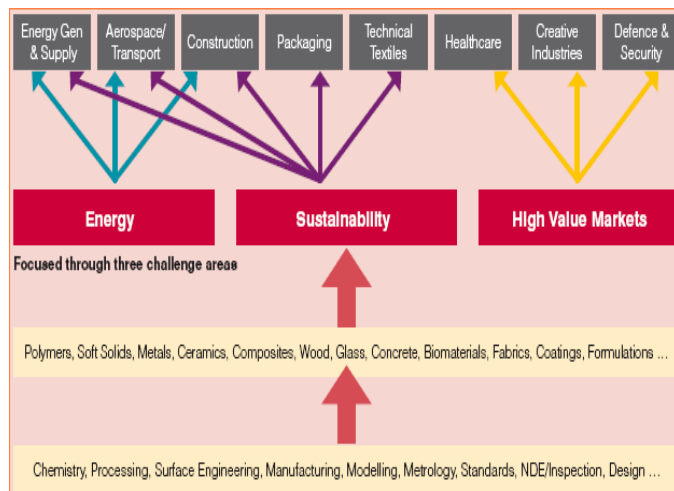 Energy Gen & Supply
Aerospace/ Transport
Construction
Packaging
Technical Textiles
Healthcare
Creative Industries
Defence & Security
Energy
Sustainability
High Value Markets
Focused through three challenge areas
Polymers, Soft Solids, Metals, Ceramics, Composites, Wood, Glass, Concrete, Biomaterials, Fabrics, Coatings, Formulations ...
Chemistry, Processing, Surface Engineering, Manufacturing, Modelling, Metrology, Standards, NDE/Inspection, Design ...